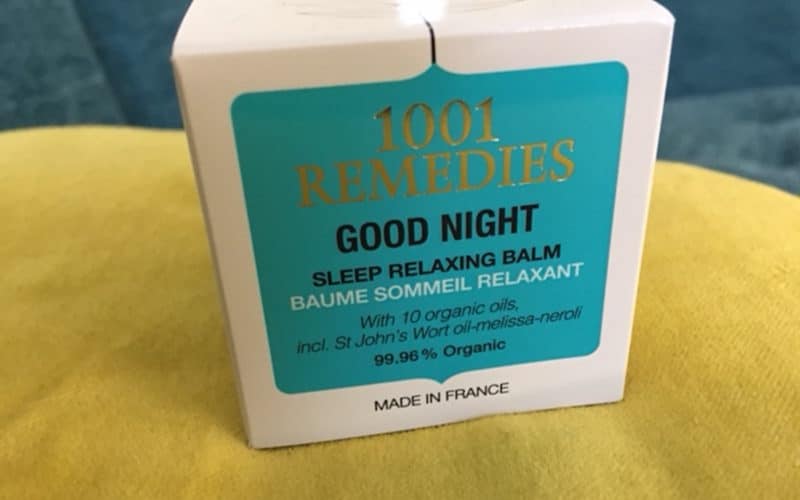 1001
REMEDIES
GOOD NIGHT
SLEEP RELAXING BALM
BAUME SOMMEIL RELAXANT
With 10 organic oils,
incl. St John's Wort oil-melissa-neroli
99.96% Organic
MADE IN FRANCE